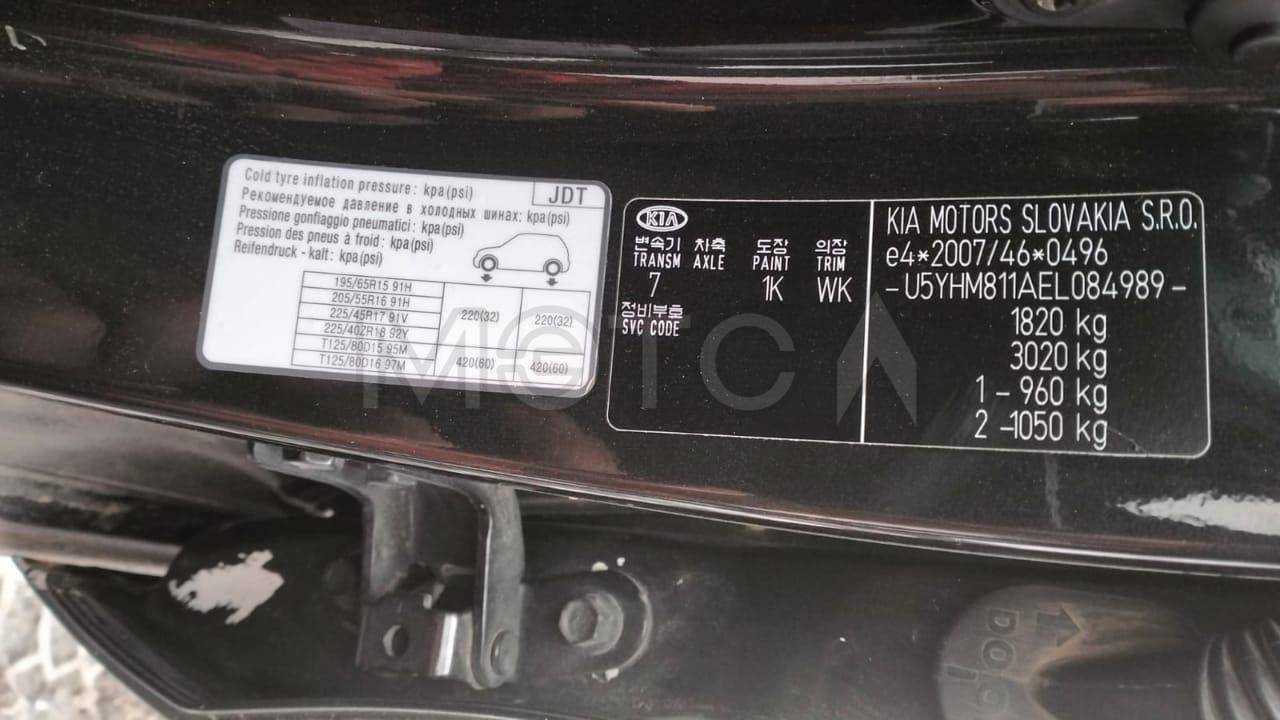 Cold tyre inflation pressure: kpa(psi)
JDT
Рекомендуемое давление в холодных шинах: kpa(psi)
Pressione gonfiaggio pneumatici: kpa(psi)
Pression des pneus à froid: kpa(psi)
Reifendruck - kalt: kpa(psi)
195/65R15 91H
205/55R16 91H
225/45R17 91V
225/40ZR18 92Y
220(32) 220(32)
T125/80D15 95M
T125/80D16 97M
420(60) 420(60)
KIA
변속기 차축 도장 의장
TRANSM AXLE PAINT TRIM
7 1K WK
정비부호
SVC CODE
KIA MOTORS SLOVAKIA S.R.O.
e4*2007/46*0496
-U5YHM811AEL084989-
1820 kg
3020 kg
1 - 960 kg
2 -1050 kg